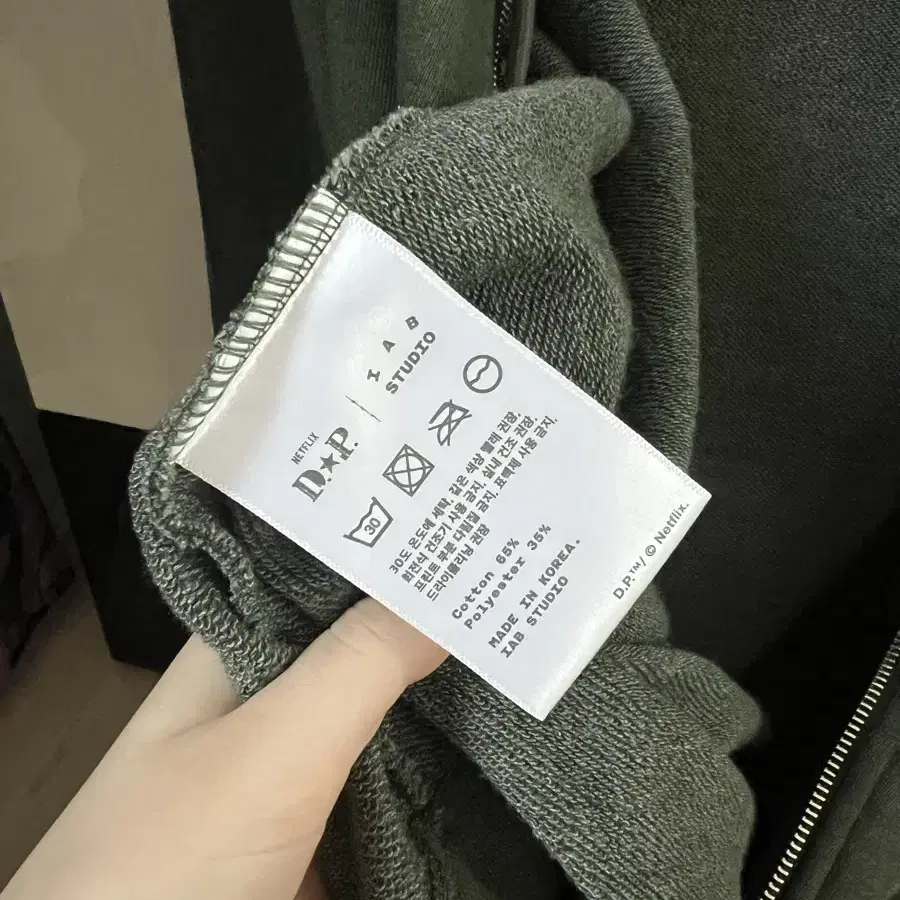 NETFLIX
D.★P.
I A B
STUDIO
30
30도 온도에 세탁. 같은 색상 빨래 권장.
회전식 건조기 사용 금지. 실내 건조 권장.
프린트 부분 다림질 금지. 표백제 사용 금지.
드라이클리닝 권장
Cotton 65%
Polyester 35%
MADE IN KOREA.
IAB STUDIO
D.P.™/ © Netflix.